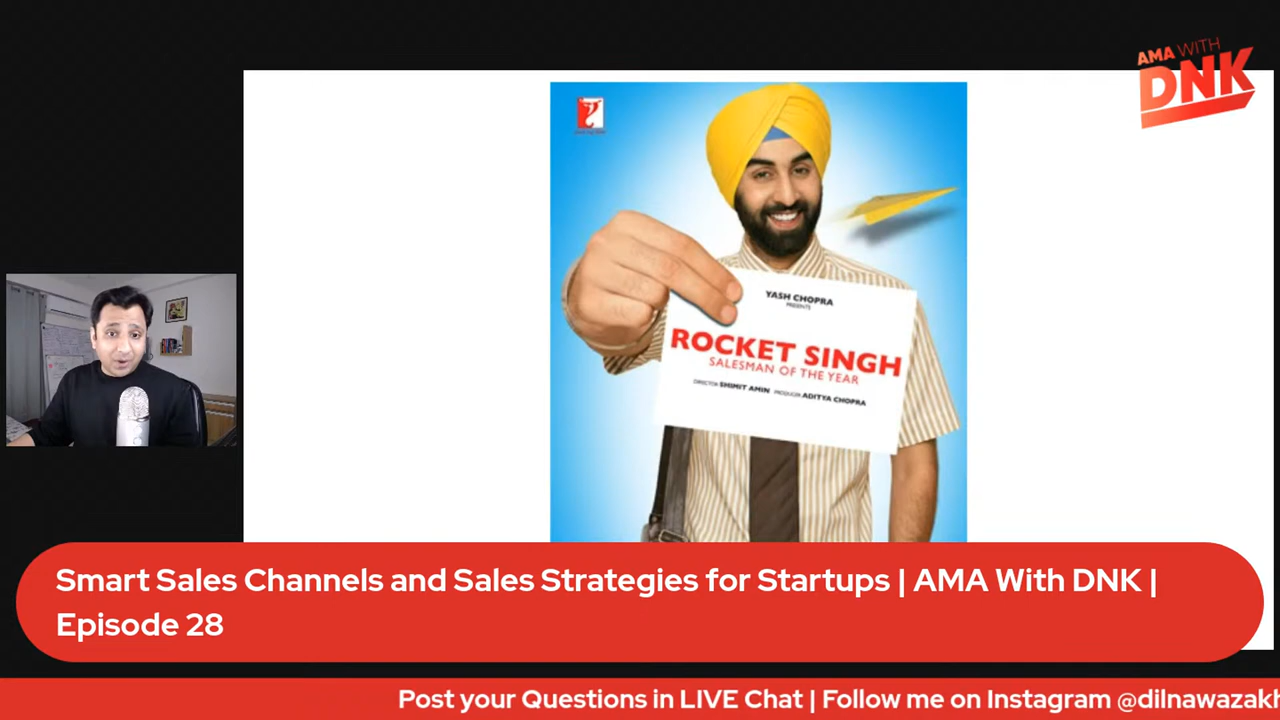 AMA WITH
DNK
YASH CHOPRA
PRESENTS
ROCKET SINGH
SALESMAN OF THE YEAR
DIRECTOR SHIMIT AMIN PRODUCER ADITYA CHOPRA
Smart Sales Channels and Sales Strategies for Startups | AMA With DNK |
Episode 28
Post your Questions in LIVE Chat | Follow me on Instagram @dilnawazakh